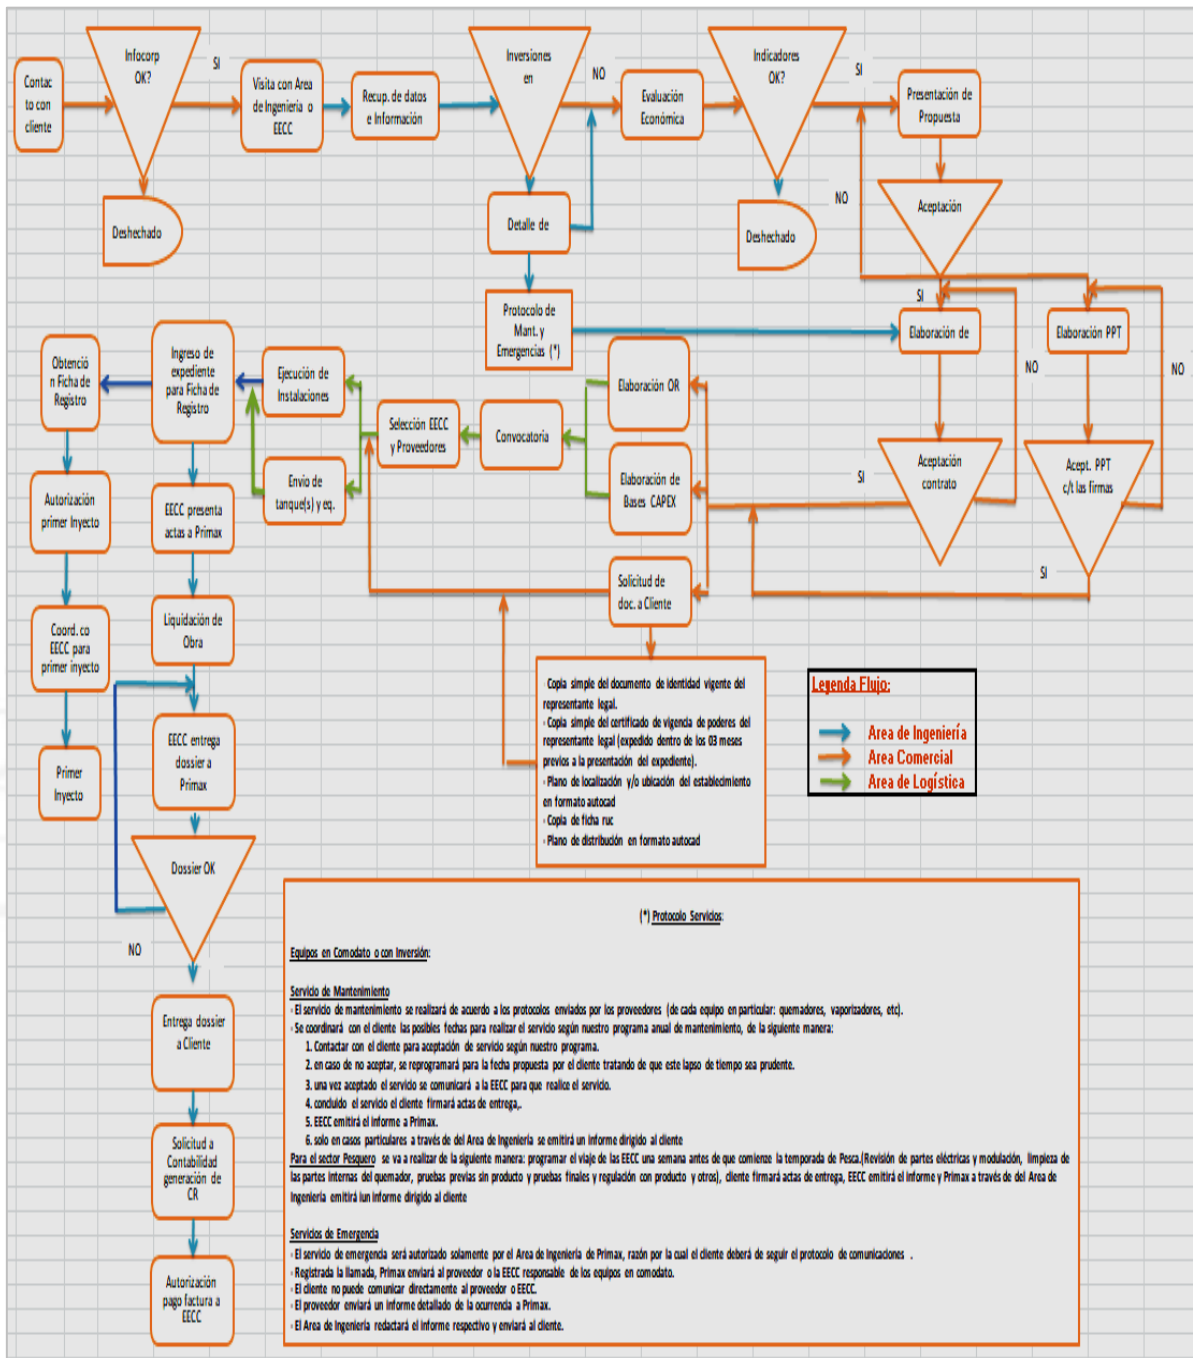 Contac
to con
cliente
Infocorp
OK?
SI
Visita con Area
de Ingeniería o
EECC
Recup. de datos
e Información
Inversiones
en
NO
Evaluación
Económica
Indicadores
OK?
SI
Presentación de
Propuesta
Deshechado
Detalle de
Deshechado
NO
Aceptación
SI
Protocolo de
Mant. y
Emergencias (*)
Elaboración de
Elaboración PPT
NO
NO
Obtenció
n Ficha de
Registro
Ingreso de
expediente
para Ficha de
Registro
Ejecución de
Instalaciones
Selección EECC
y Proveedores
Convocatoria
Elaboración OR
Envio de
tanque(s) y eq.
Elaboración de
Bases CAPEX
SI
Aceptación
contrato
Acept. PPT
c/t las firmas
SI
Autorización
primer Inyecto
EECC presenta
actas a Primax
Solicitud de
doc. a Cliente
Coord. co
EECC para
primer inyecto
Liquidación de
Obra
Primer
Inyecto
EECC entrega
dossier a
Primax
· Copia simple del documento de identidad vigente del
representante legal.
· Copia simple del certificado de vigencia de poderes del
representante legal (expedido dentro de los 03 meses
previos a la presentación del expediente).
· Plano de localización y/o ubicación del establecimiento
en formato autocad
· Copia de ficha ruc
· Plano de distribución en formato autocad
Leyenda Flujo:
Area de Ingeniería
Area Comercial
Area de Logística
Dossier OK
NO
Entrega dossier
a Cliente
Solicitud a
Contabilidad
generación de
CR
Autorización
pago factura a
EECC
(*) Protocolo Servicios:
Equipos en Comodato o con Inversión:
Servicio de Mantenimiento
· El servicio de mantenimiento se realizará de acuerdo a los protocolos enviados por los proveedores (de cada equipo en particular: quemadores, vaporizadores, etc).
· Se coordinará con el cliente las posibles fechas para realizar el servicio según nuestro programa anual de mantenimiento, de la siguiente manera:
1. Contactar con el cliente para aceptación de servicio según nuestro programa.
2. en caso de no aceptar, se reprogramará para la fecha propuesta por el cliente tratando de que este lapso de tiempo sea prudente.
3. una vez aceptado el servicio se comunicará a la EECC para que realice el servicio.
4. concluido el servicio el cliente firmará actas de entrega,.
5. EECC emitirá el informe a Primax.
6. solo en casos particulares a través de del Area de Ingeniería se emitirá un informe dirigido al cliente
Para el sector Pesquero se va a realizar de la siguiente manera: programar el viaje de las EECC una semana antes de que comienze la temporada de Pesca.(Revisión de partes eléctricas y modulación, limpieza de
las partes internas del quemador, pruebas previas sin producto y pruebas finales y regulación con producto y otros), cliente firmará actas de entrega, EECC emitirá el informe y Primax a través de del Area de
Ingeniería emitirá iun informe dirigido al cliente
Servicios de Emergencia
· El servicio de emergencia será autorizado solamente por el Area de Ingeniería de Primax, razón por la cual el cliente deberá de seguir el protocolo de comunicaciones .
· Registrada la llamada, Primax enviará al proveedor o la EECC responsable de los equipos en comodato.
· El cliente no puede comunicar directamente al proveedor o EECC.
· El proveedor enviará un informe detallado de la ocurrencia a Primax.
· El Area de Ingeniería redactará el informe respectivo y enviará al cliente.